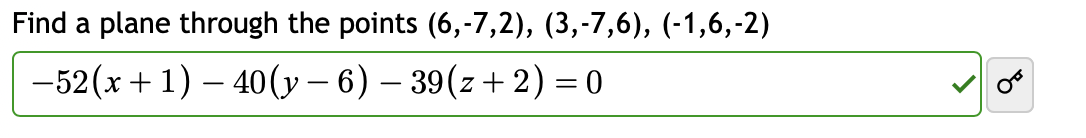 Find a plane through the points (6,-7,2), (3,-7,6), (-1,6,-2)
−52(x + 1) − 40(y − 6) − 39(z + 2) = 0